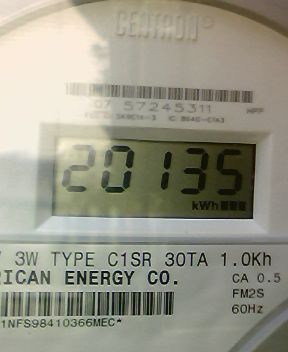 CENTRON®
07 57245311
20135
kWh
3W TYPE C1SR 30TA 1.0Kh
RICAN ENERGY CO.
CA 0.5
FM2S
60Hz
1NFS98410366MEC*